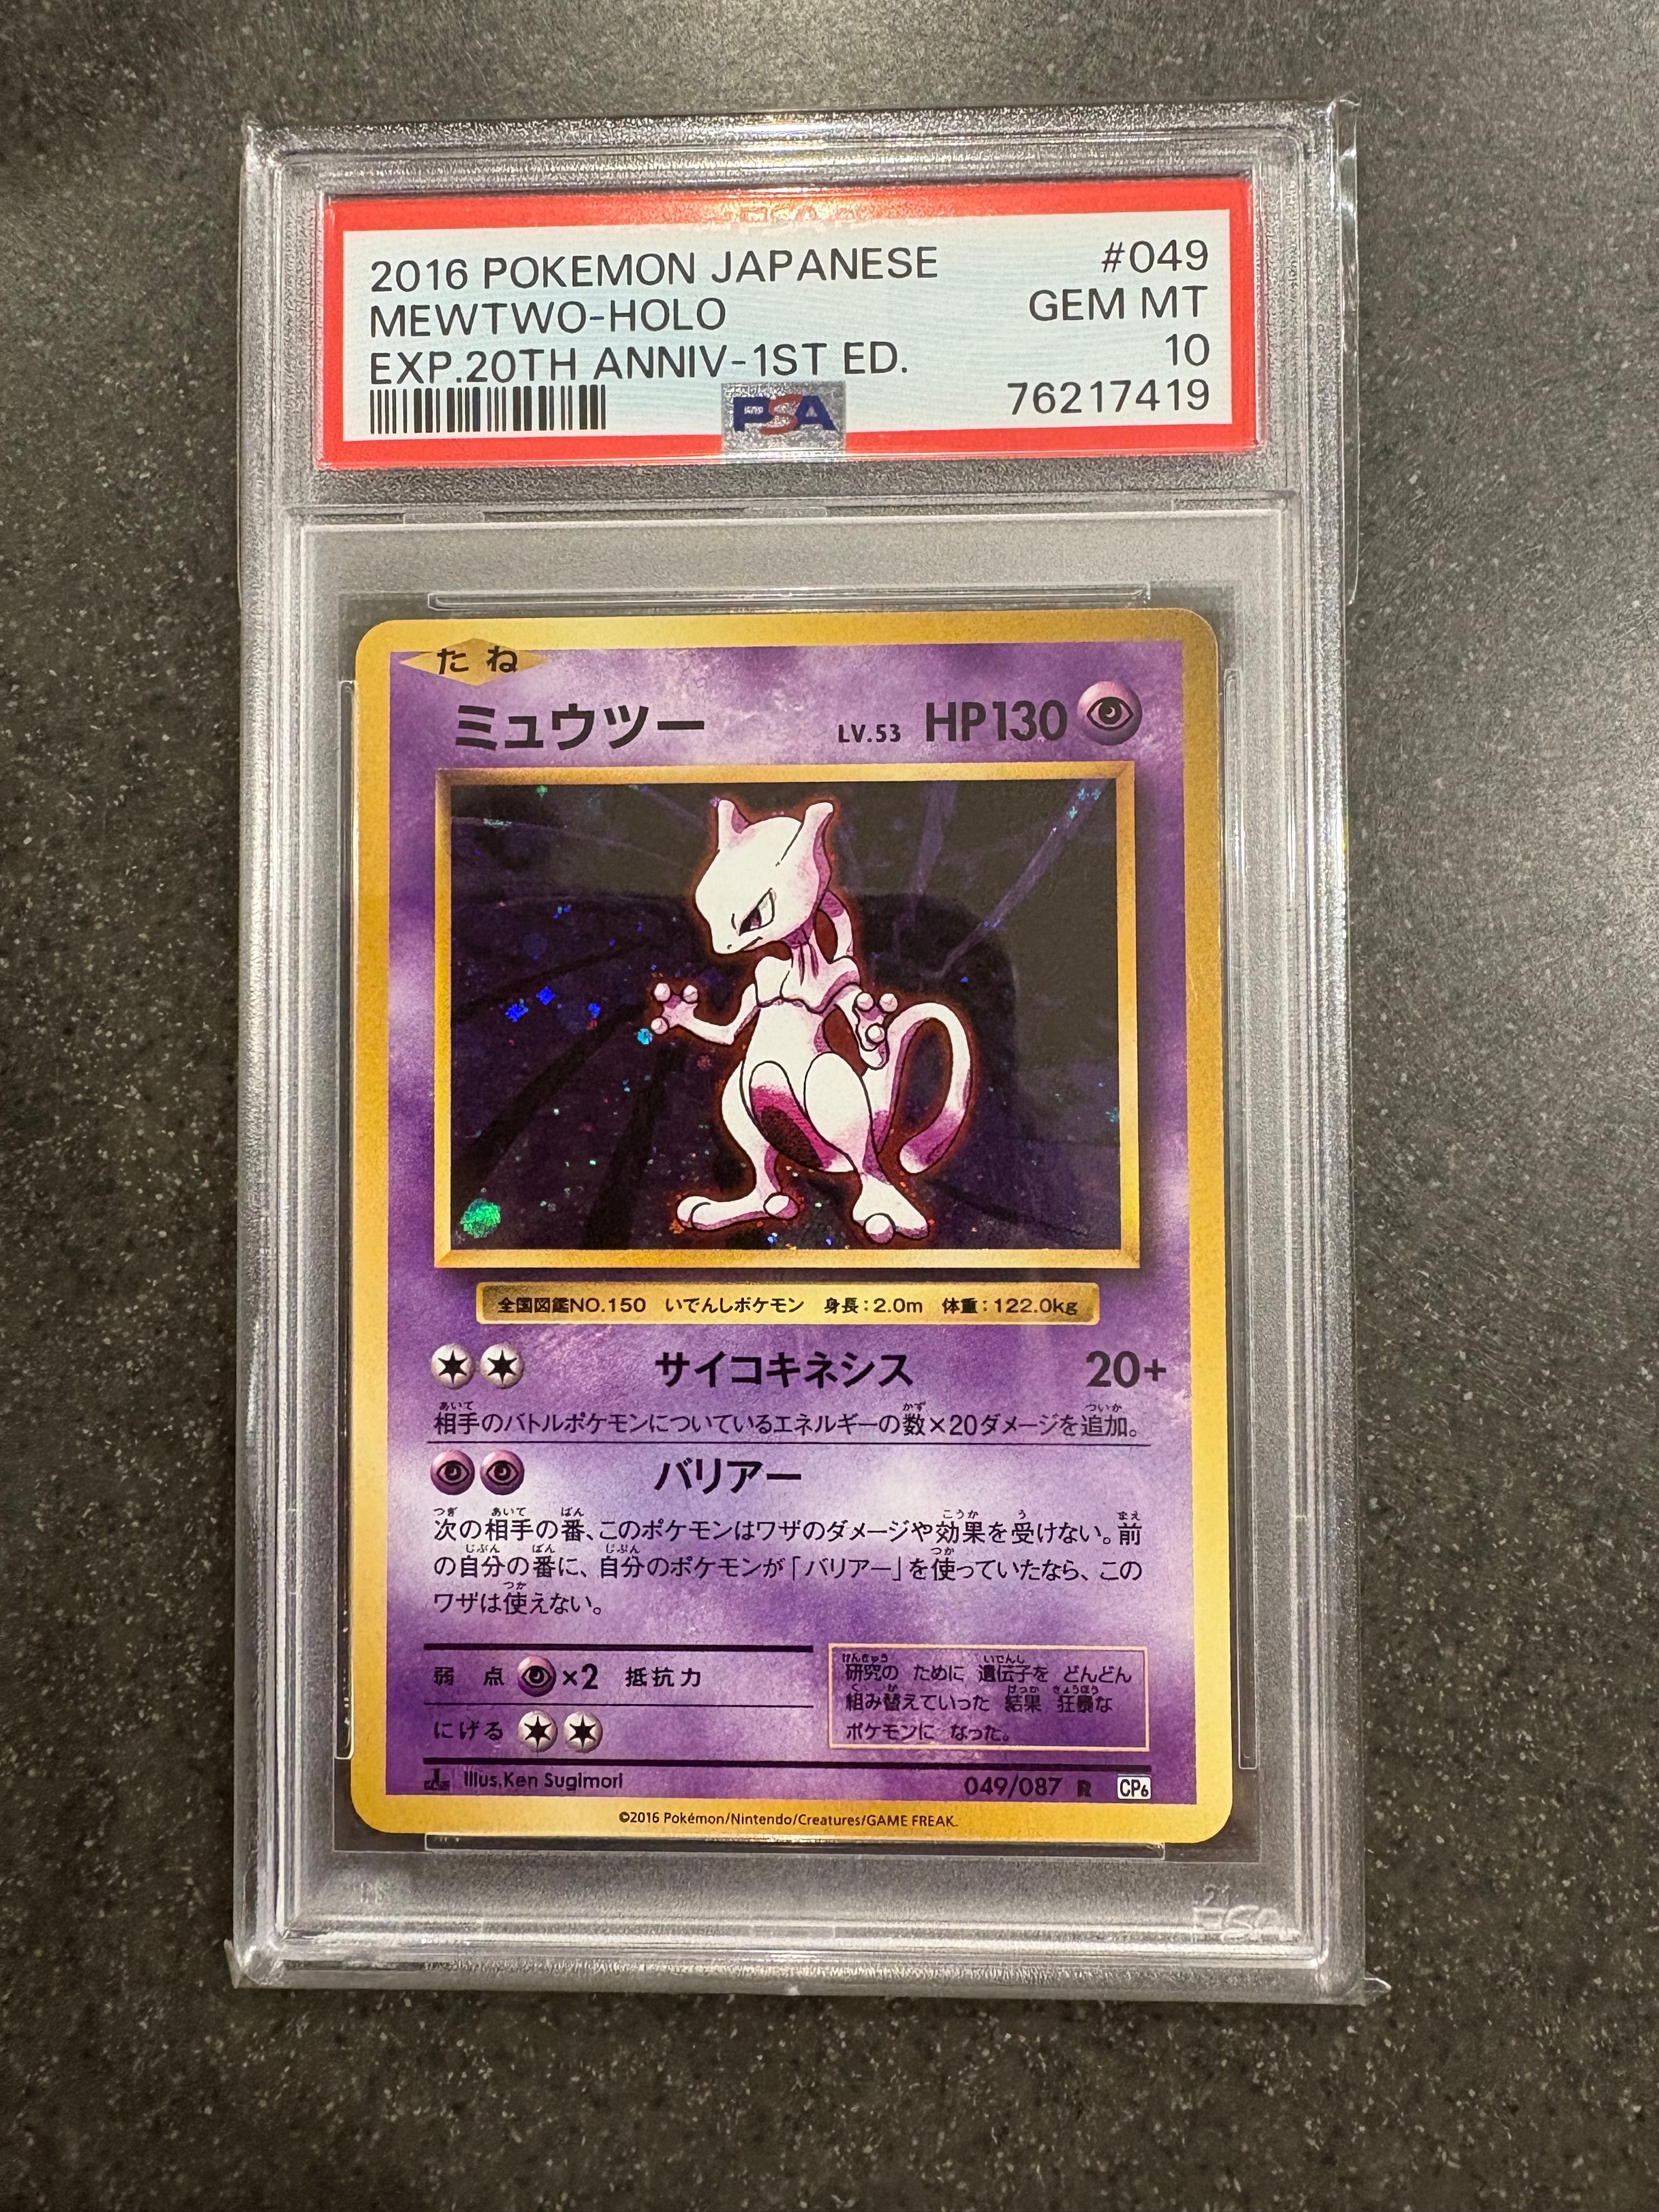 2016 POKEMON JAPANESE #049
MEWTWO-HOLO GEM MT
EXP.20TH ANNIV-1ST ED. 10
PSA 76217419
たね
ミュウツー LV.53 HP130
全国図鑑NO.150 いでんしポケモン 身長:2.0m 体重:122.0kg
サイコキネシス 20+
相手のバトルポケモンについているエネルギーの数×20ダメージを追加。
バリアー
次の相手の番、このポケモンはワザのダメージや効果を受けない。前
の自分の番に、自分のポケモンが「バリアー」を使っていたなら、この
ワザは使えない。
弱点 ×2 抵抗力
にげる
研究の ために 遺伝子を どんどん
組み替えていった 結果 狂暴な
ポケモンに なった。
Illus.Ken Sugimori 049/087 R CP6
©2016 Pokémon/Nintendo/Creatures/GAME FREAK.